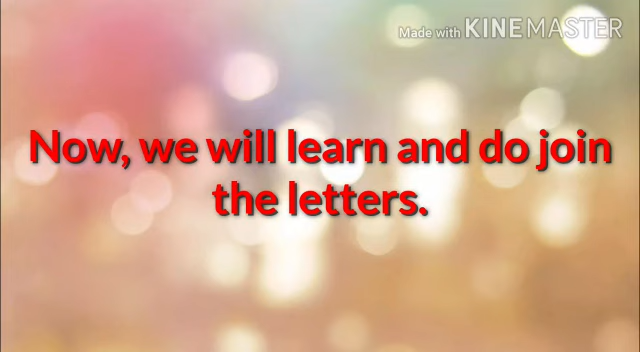 Made with KINEMASTER
Now, we will learn and do join
the letters.